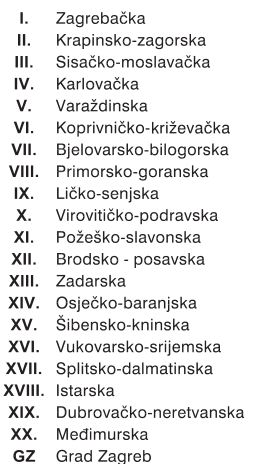 I. Zagrebačka
II. Krapinsko-zagorska
III. Sisačko-moslavačka
IV. Karlovačka
V. Varaždinska
VI. Koprivničko-križevačka
VII. Bjelovarsko-bilogorska
VIII. Primorsko-goranska
IX. Ličko-senjska
X. Virovitičko-podravska
XI. Požeško-slavonska
XII. Brodsko - posavska
XIII. Zadarska
XIV. Osječko-baranjska
XV. Šibensko-kninska
XVI. Vukovarsko-srijemska
XVII. Splitsko-dalmatinska
XVIII. Istarska
XIX. Dubrovačko-neretvanska
XX. Međimurska
GZ Grad Zagreb